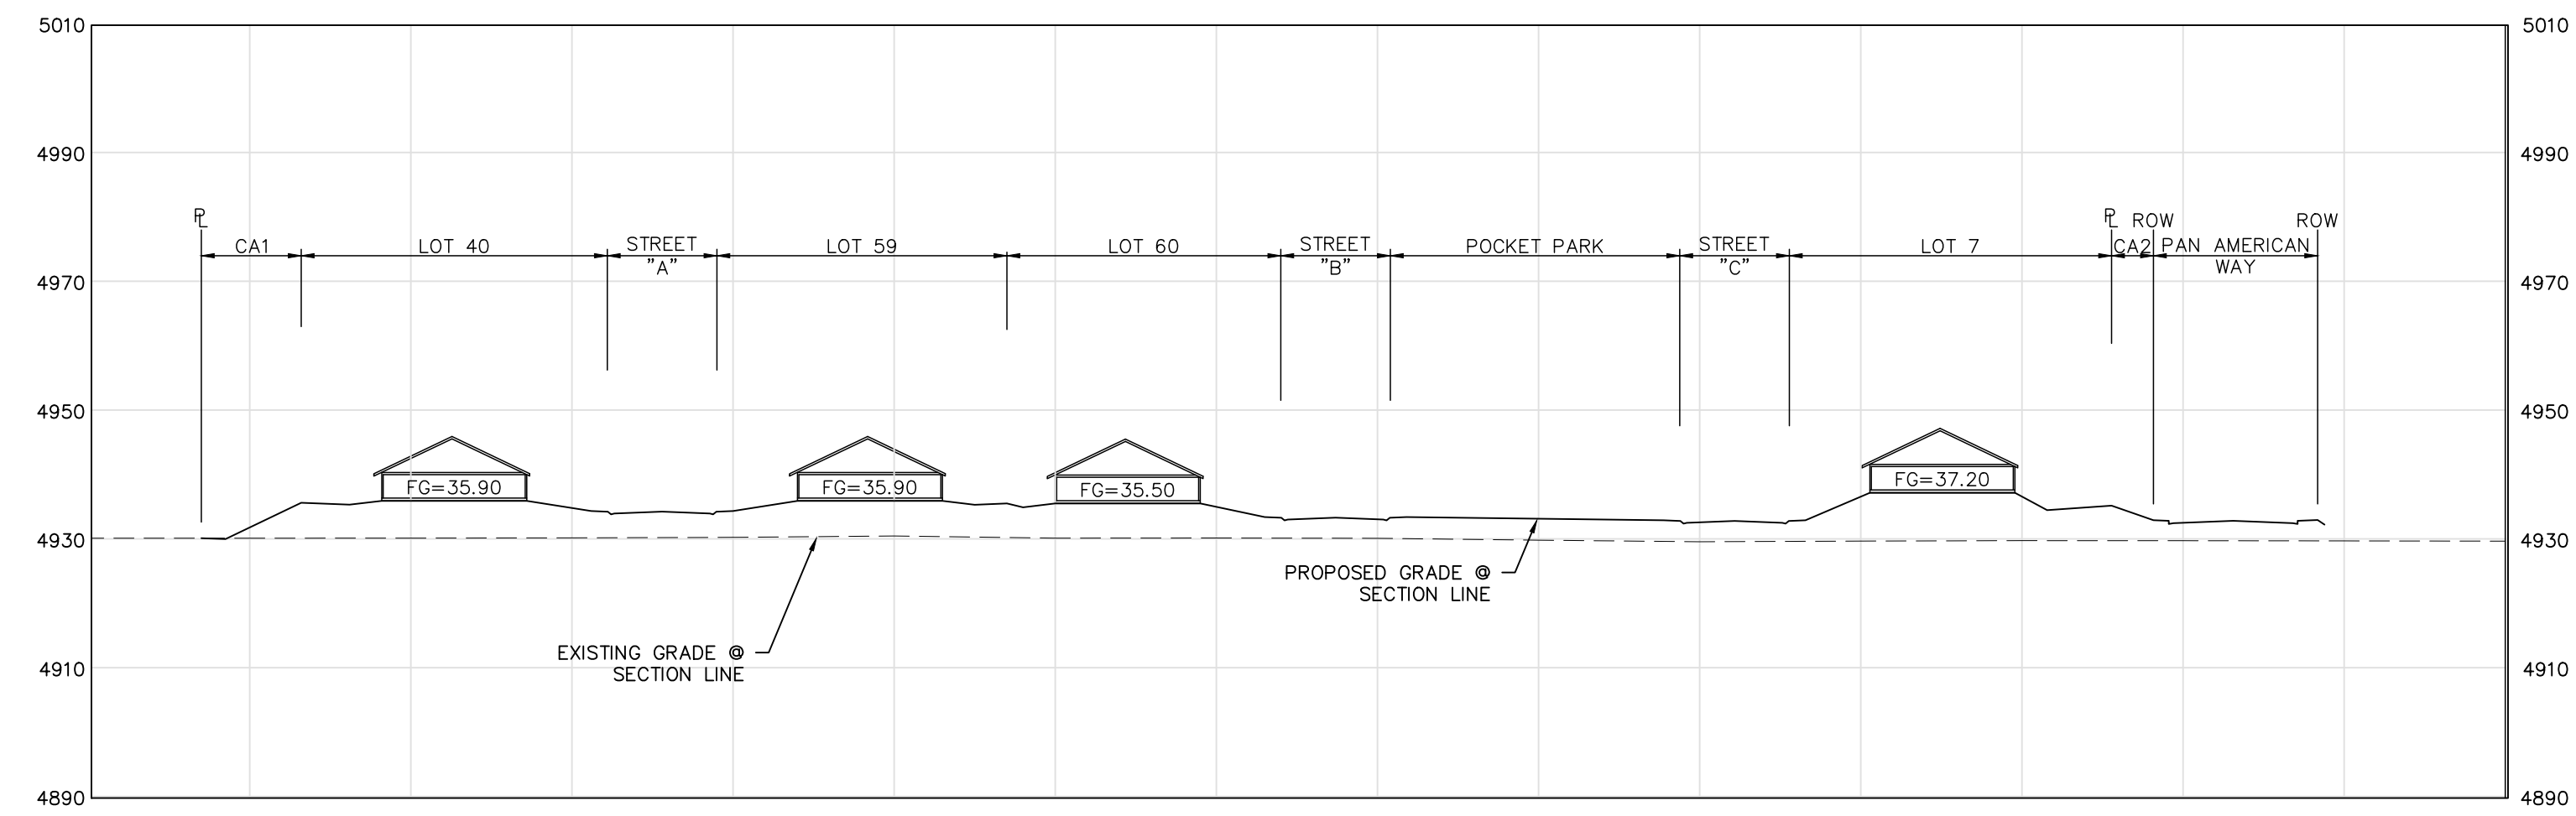 5010 5010
4990 4990
PL PL ROW ROW
CA1 LOT 40 STREET LOT 59 LOT 60 STREET POCKET PARK STREET LOT 7 CA2 PAN AMERICAN
"A" "B" "C" WAY
4970 4970
4950 4950
FG=35.90 FG=35.90 FG=35.50 FG=37.20
4930 4930
PROPOSED GRADE @
SECTION LINE
EXISTING GRADE @
SECTION LINE
4910 4910
4890 4890